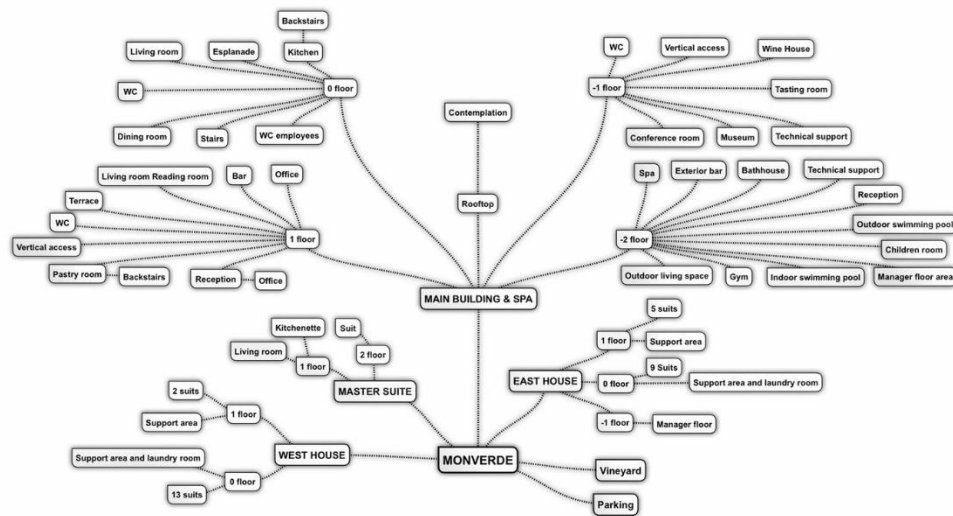 Backstairs
Living room
Esplanade
Kitchen
WC
0 floor
Dining room
Stairs
WC employees
WC
Vertical access
Wine House
-1 floor
Tasting room
Conference room
Museum
Technical support
Contemplation
Rooftop
Living room Reading room
Bar
Office
Terrace
WC
Vertical access
1 floor
Pastry room
Backstairs
Reception
Office
Spa
Exterior bar
Bathhouse
Technical support
Reception
Outdoor swimming pool
-2 floor
Children room
Outdoor living space
Gym
Indoor swimming pool
Manager floor area
MAIN BUILDING & SPA
Kitchenette
Suit
Living room
1 floor
2 floor
MASTER SUITE
5 suits
1 floor
Support area
9 Suits
EAST HOUSE
0 floor
Support area and laundry room
-1 floor
Manager floor
2 suits
1 floor
Support area
WEST HOUSE
Support area and laundry room
0 floor
13 suits
MONVERDE
Vineyard
Parking